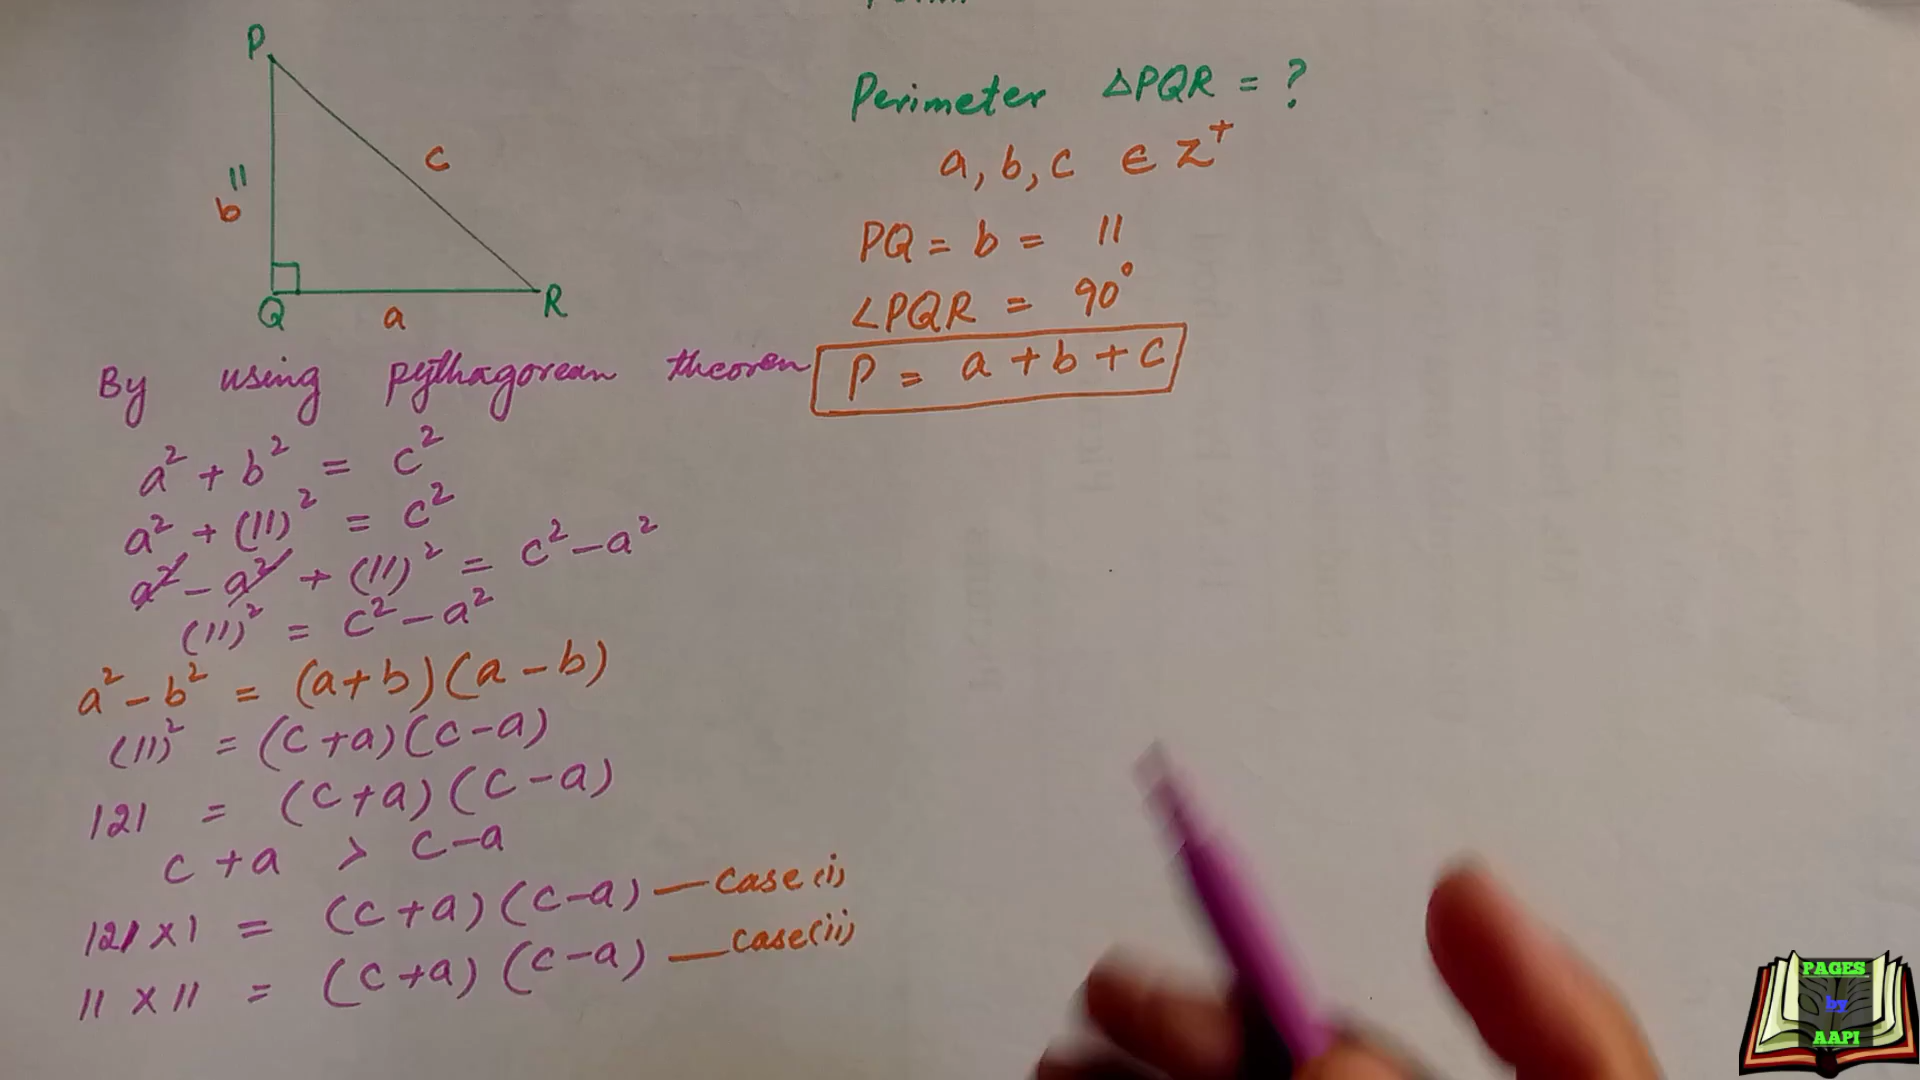 P
c
11
b
Q
a
R
Perimeter △PQR = ?
a, b, c ∈ Z⁺
PQ = b = 11
∠PQR = 90°
P = a + b + c
By using pythagorean theorem
a² + b² = c²
a² + (11)² = c²
a² - a² + (11)² = c² - a²
(11)² = c² - a²
a² - b² = (a+b)(a-b)
(11)² = (c+a)(c-a)
121 = (c+a)(c-a)
c + a > c - a
121 × 1 = (c+a)(c-a) — case(i)
11 × 11 = (c+a)(c-a) — case(ii)
PAGES
by
AAPI